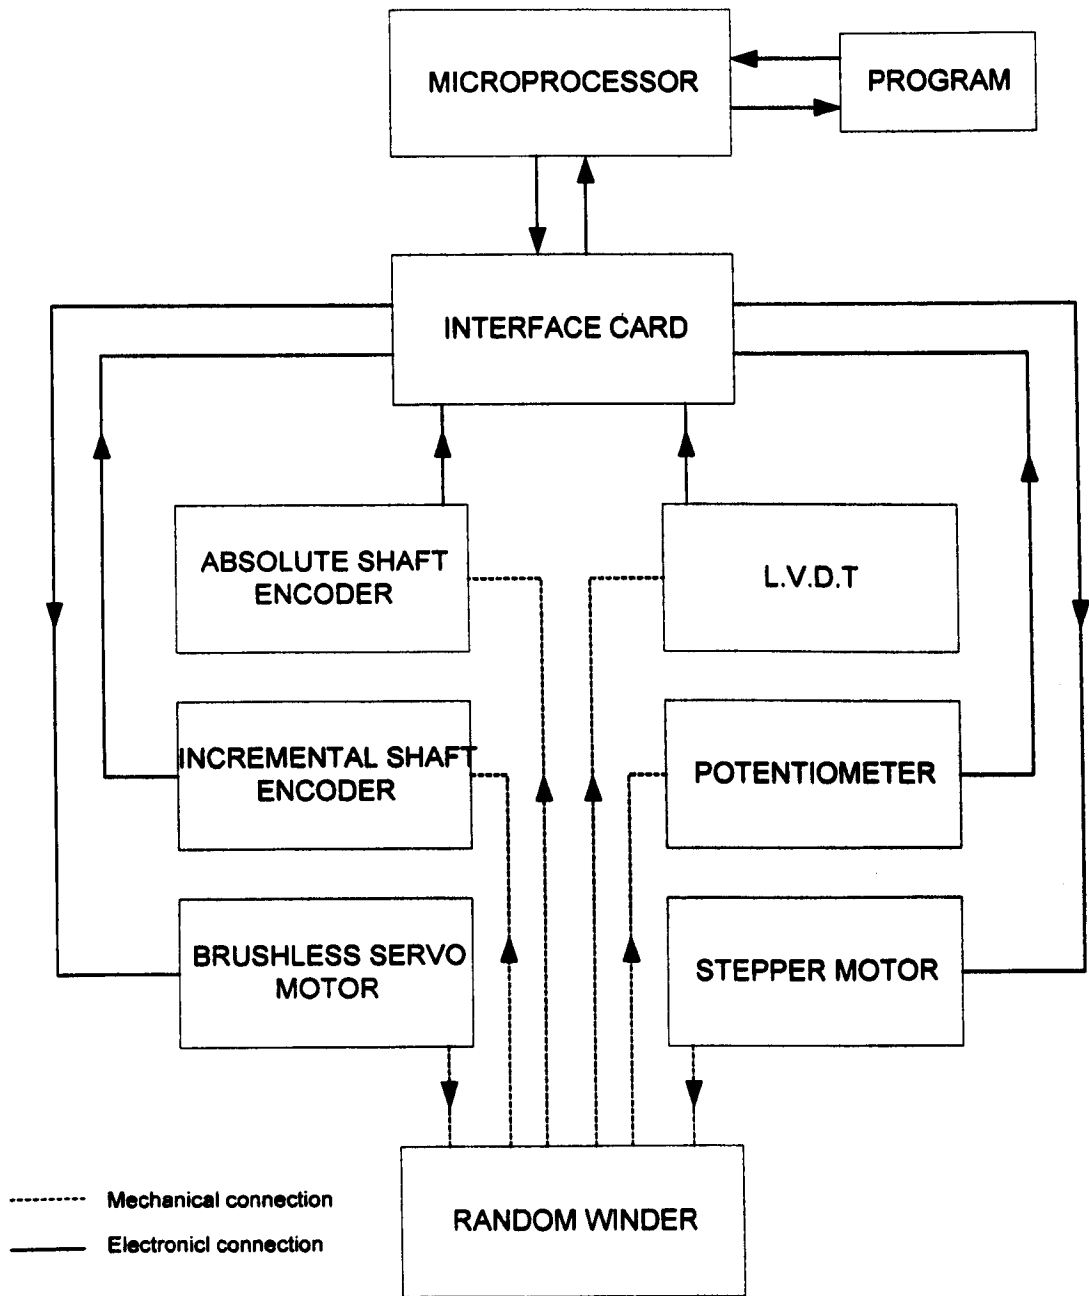 MICROPROCESSOR
PROGRAM
INTERFACE CARD
ABSOLUTE SHAFT
ENCODER
L.V.D.T
INCREMENTAL SHAFT
ENCODER
POTENTIOMETER
BRUSHLESS SERVO
MOTOR
STEPPER MOTOR
RANDOM WINDER
Mechanical connection
Electronicl connection